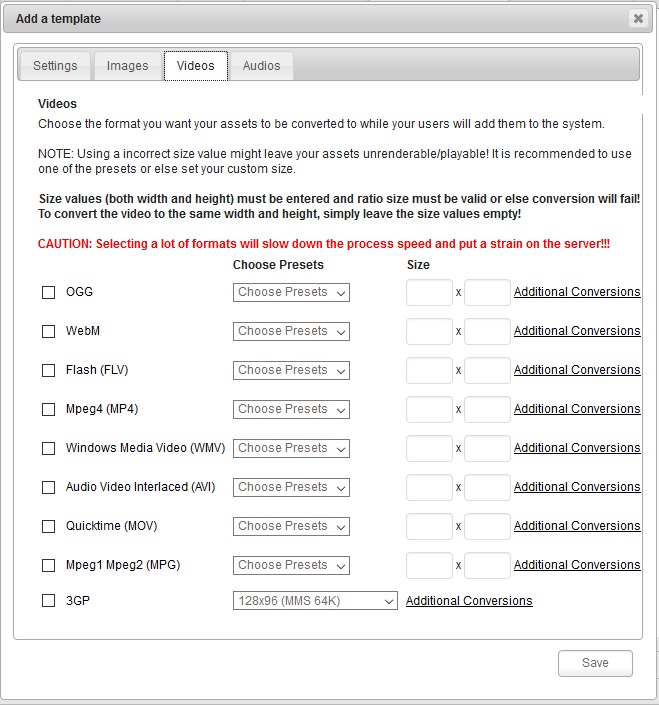 Add a template
Settings Images Videos Audios
Videos
Choose the format you want your assets to be converted to while your users will add them to the system.
NOTE: Using a incorrect size value might leave your assets unrenderable/playable! It is recommended to use
one of the presets or else set your custom size.
Size values (both width and height) must be entered and ratio size must be valid or else conversion will fail!
To convert the video to the same width and height, simply leave the size values empty!
CAUTION: Selecting a lot of formats will slow down the process speed and put a strain on the server!!!
Choose Presets Size
OGG Choose Presets x Additional Conversions
WebM Choose Presets x Additional Conversions
Flash (FLV) Choose Presets x Additional Conversions
Mpeg4 (MP4) Choose Presets x Additional Conversions
Windows Media Video (WMV) Choose Presets x Additional Conversions
Audio Video Interlaced (AVI) Choose Presets x Additional Conversions
Quicktime (MOV) Choose Presets x Additional Conversions
Mpeg1 Mpeg2 (MPG) Choose Presets x Additional Conversions
3GP 128x96 (MMS 64K) Additional Conversions
Save